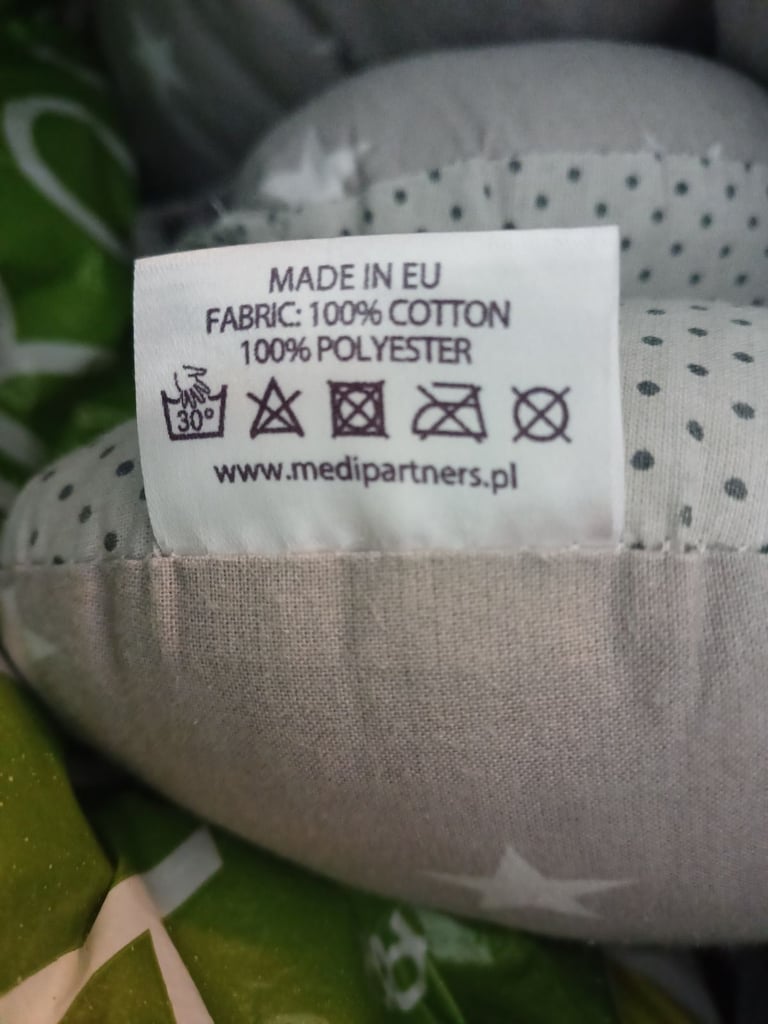 MADE IN EU
FABRIC: 100% COTTON
100% POLYESTER
30°
www.medipartners.pl